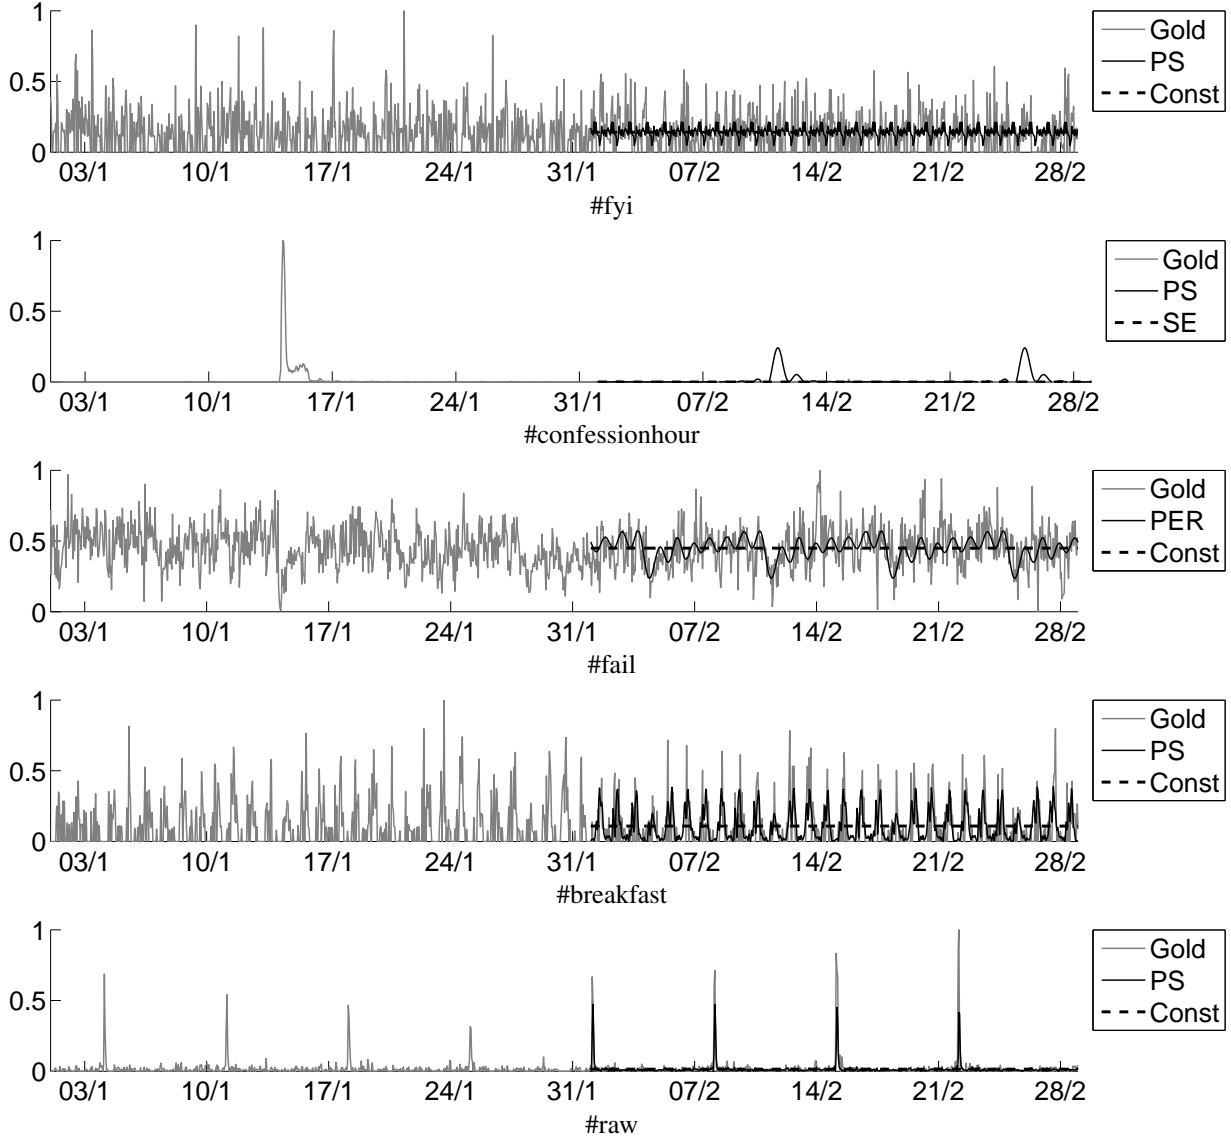 1
0.5
0
03/1 10/1 17/1 24/1 31/1 07/2 14/2 21/2 28/2
Gold
PS
Const
#fyi
1
0.5
0
03/1 10/1 17/1 24/1 31/1 07/2 14/2 21/2 28/2
Gold
PS
SE
#confessionhour
1
0.5
0
03/1 10/1 17/1 24/1 31/1 07/2 14/2 21/2 28/2
Gold
PER
Const
#fail
1
0.5
0
03/1 10/1 17/1 24/1 31/1 07/2 14/2 21/2 28/2
Gold
PS
Const
#breakfast
1
0.5
0
03/1 10/1 17/1 24/1 31/1 07/2 14/2 21/2 28/2
Gold
PS
Const
#raw